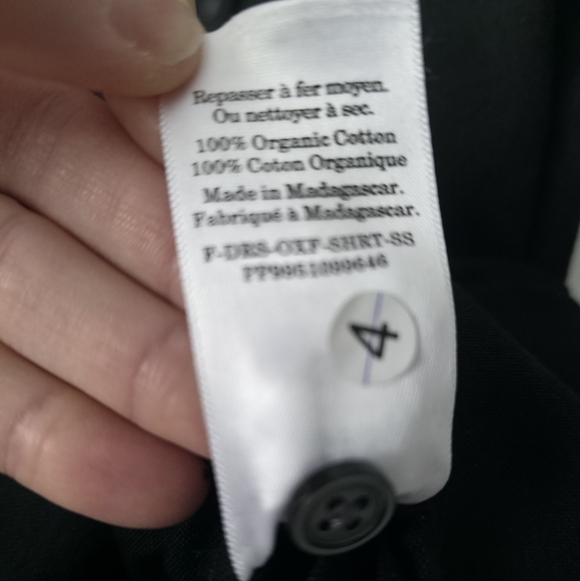 Repasser à fer moyen.
Ou nettoyer à sec.
100% Organic Cotton
100% Coton Organique
Made in Madagascar.
Fabriqué à Madagascar.
F-DRS-OXF-SHRT-SS
4